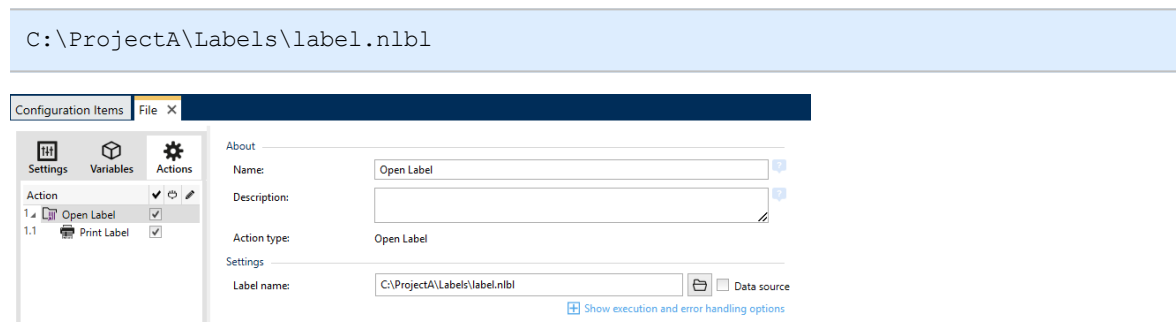 C:\ProjectA\Labels\label.nlbl
Configuration Items File
Settings Variables Actions
About
Name: Open Label
Description:
Action type: Open Label
Action
1 Open Label
1.1 Print Label
Settings
Label name: C:\ProjectA\Labels\label.nlbl Data source
Show execution and error handling options